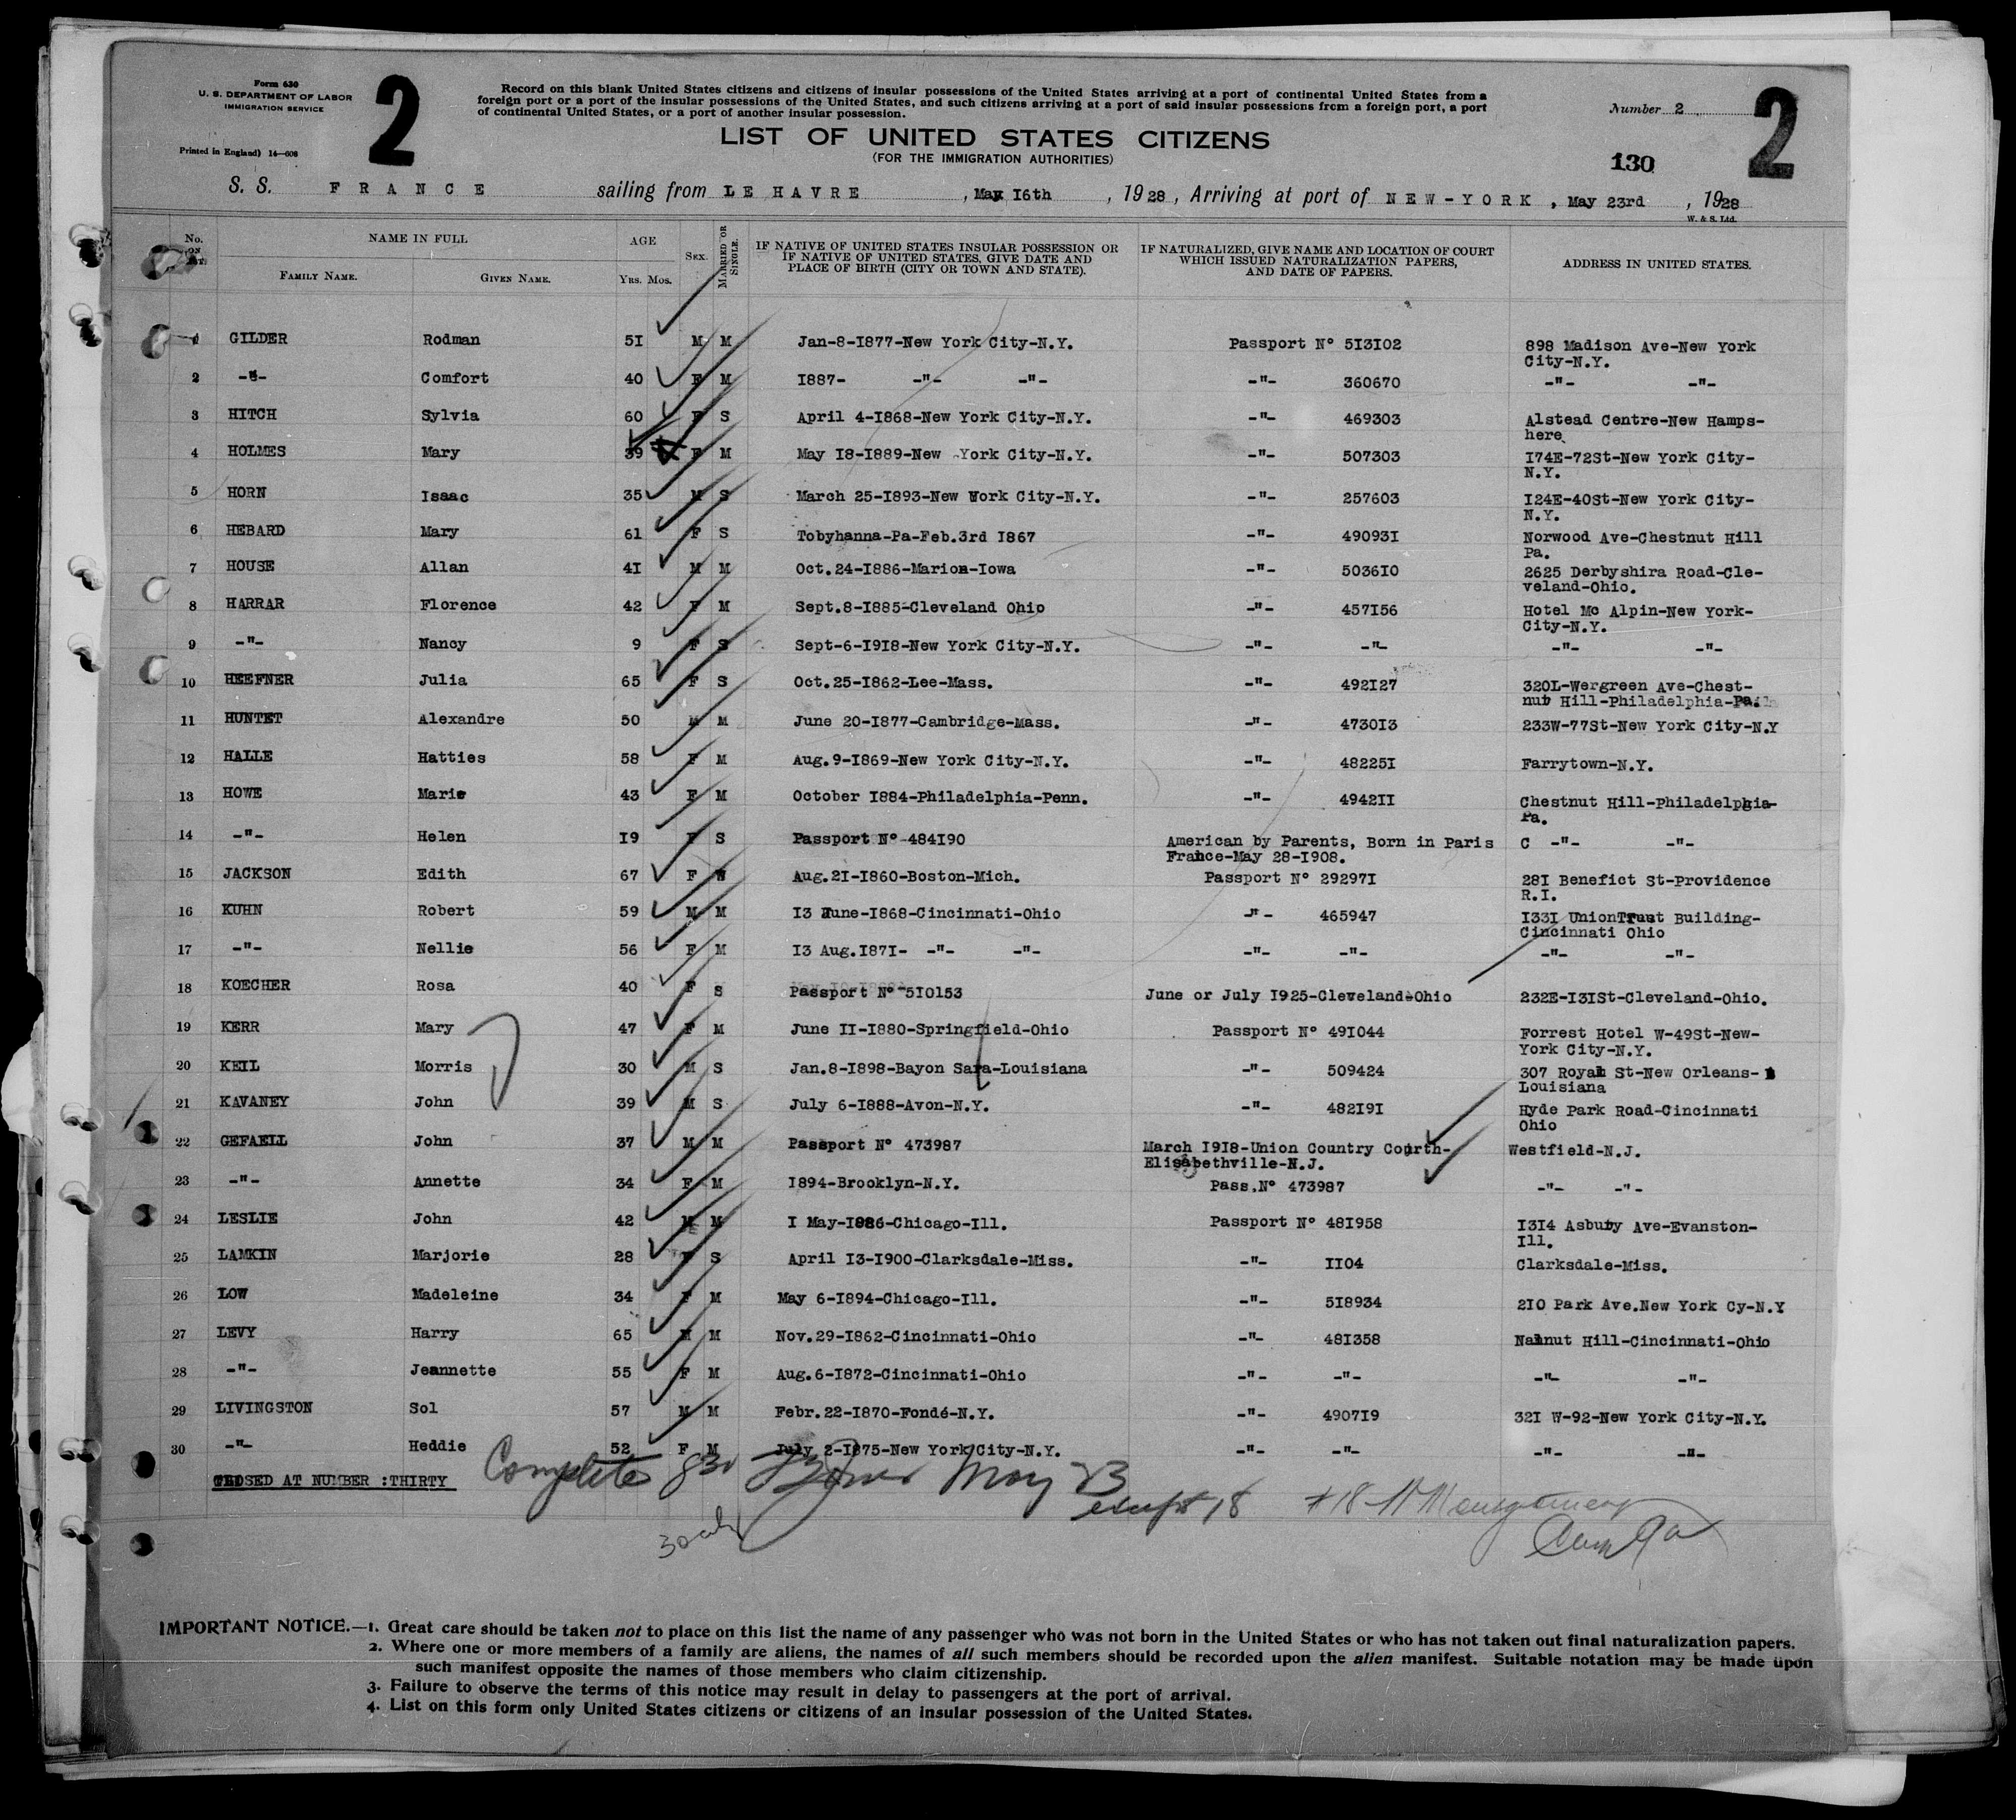 Form 630
U. S. DEPARTMENT OF LABOR
IMMIGRATION SERVICE
Printed in England) 14—608
2
Record on this blank United States citizens and citizens of insular possessions of the United States arriving at a port of continental United States from a
foreign port or a port of the insular possessions of the United States, and such citizens arriving at a port of said insular possessions from a foreign port, a port
of continental United States, or a port of another insular possession.
Number 2
2
LIST OF UNITED STATES CITIZENS
(FOR THE IMMIGRATION AUTHORITIES)
130
S. S. FRANCE sailing from LE HAVRE, May 16th, 1928, Arriving at port of NEW-YORK, May 23rd, 1928
W. & S. Ltd.
No. ON LIST. NAME IN FULL AGE SEX. MARRIED OR SINGLE. IF NATIVE OF UNITED STATES INSULAR POSSESSION OR IF NATIVE OF UNITED STATES, GIVE DATE AND PLACE OF BIRTH (CITY OR TOWN AND STATE). IF NATURALIZED, GIVE NAME AND LOCATION OF COURT WHICH ISSUED NATURALIZATION PAPERS, AND DATE OF PAPERS. ADDRESS IN UNITED STATES.
FAMILY NAME. GIVEN NAME. YRS. MOS.
1 GILDER Rodman 51 M M Jan-8-1877-New York City-N.Y. Passport N° 513102 898 Madison Ave-New York
City-N.Y.
2 -"- Comfort 40 F M 1887- -"- -"- -"- 360670 -"- -"-
3 HITCH Sylvia 60 F S April 4-1868-New York City-N.Y. -"- 469303 Alstead Centre-New Hamps-
here
4 HOLMES Mary 39 F M May 18-1889-New York City-N.Y. -"- 507303 174E-72St-New York City-
N.Y.
5 HORN Isaac 35 M S March 25-1893-New Work City-N.Y. -"- 257603 124E-40St-New York City-
N.Y.
6 HEBARD Mary 61 F S Tobyhanna-Pa-Feb.3rd 1867 -"- 490931 Norwood Ave-Chestnut Hill
Pa.
7 HOUSE Allan 41 M M Oct.24-1886-Marion-Iowa -"- 503610 2625 Derbyshira Road-Cle-
veland-Ohio.
8 HARRAR Florence 42 F M Sept.8-1885-Cleveland Ohio -"- 457156 Hotel Mc Alpin-New York-
City-N.Y.
9 -"- Nancy 9 F S Sept-6-1918-New York City-N.Y. -"- -"- -"- -"-
10 HEEFNER Julia 65 F S Oct.25-1862-Lee-Mass. -"- 492127 320L-Wergreen Ave-Chest-
nut Hill-Philadelphia-Pa.
11 HUNTET Alexandre 50 M M June 20-1877-Cambridge-Mass. -"- 473013 233W-77St-New York City-N.Y
12 HALLE Hatties 58 F M Aug.9-1869-New York City-N.Y. -"- 482251 Farrytown-N.Y.
13 HOWE Marie 43 F M October 1884-Philadelphia-Penn. -"- 494211 Chestnut Hill-Philadelphia-
Pa.
14 -"- Helen 19 F S Passport N° 484190 American by Parents, Born in Paris C -"- -"-
France-May 28-1908.
15 JACKSON Edith 67 F W Aug.21-1860-Boston-Mich. Passport N° 292971 281 Benefict St-Providence
R.I.
16 KUHN Robert 59 M M 13 June-1868-Cincinnati-Ohio -"- 465947 1331 UnionTrust Building-
Cincinnati Ohio
17 -"- Nellie 56 F M 13 Aug.1871- -"- -"- -"- -"- -"- -"-
18 KOECHER Rosa 40 F S Passport N° 510153 June or July 1925-Cleveland-Ohio 232E-131St-Cleveland-Ohio.
19 KERR Mary 47 F M June 11-1880-Springfield-Ohio Passport N° 491044 Forrest Hotel W-49St-New-
York City-N.Y.
20 KEIL Morris 30 M S Jan.8-1898-Bayon Sara-Louisiana -"- 509424 307 Royal St-New Orleans-
Louisiana
21 KAVANEY John 39 M S July 6-1888-Avon-N.Y. -"- 482191 Hyde Park Road-Cincinnati
Ohio
22 GEFAELL John 37 M M Passport N° 473987 March 1918-Union Country Courth- Westfield-N.J.
Elisabethville-N.J.
23 -"- Annette 34 F M 1894-Brooklyn-N.Y. Pass.N° 473987 -"- -"-
24 LESLIE John 42 M M 1 May-1886-Chicago-Ill. Passport N° 481958 1314 Asbury Ave-Evanston-
Ill.
25 LAMKIN Marjorie 28 F S April 13-1900-Clarksdale-Miss. -"- 1104 Clarksdale-Miss.
26 LOW Madeleine 34 F M May 6-1894-Chicago-Ill. -"- 518934 210 Park Ave.New York Cy-N.Y
27 LEVY Harry 65 M M Nov.29-1862-Cincinnati-Ohio -"- 481358 Nalnut Hill-Cincinnati-Ohio
28 -"- Jeannette 55 F M Aug.6-1872-Cincinnati-Ohio -"- -"- -"- -"-
29 LIVINGSTON Sol 57 M M Febr.22-1870-Fondé-N.Y. -"- 490719 321 W-92-New York City-N.Y.
30 -"- Heddie 52 F M July 2-1875-New York City-N.Y. -"- -"- -"- -"-
CLOSED AT NUMBER :THIRTY
Complete 830 May 23
except 18 #18 Montgomery
IMPORTANT NOTICE.—1. Great care should be taken not to place on this list the name of any passenger who was not born in the United States or who has not taken out final naturalization papers.
2. Where one or more members of a family are aliens, the names of all such members should be recorded upon the alien manifest. Suitable notation may be made upon
such manifest opposite the names of those members who claim citizenship.
3. Failure to observe the terms of this notice may result in delay to passengers at the port of arrival.
4. List on this form only United States citizens or citizens of an insular possession of the United States.